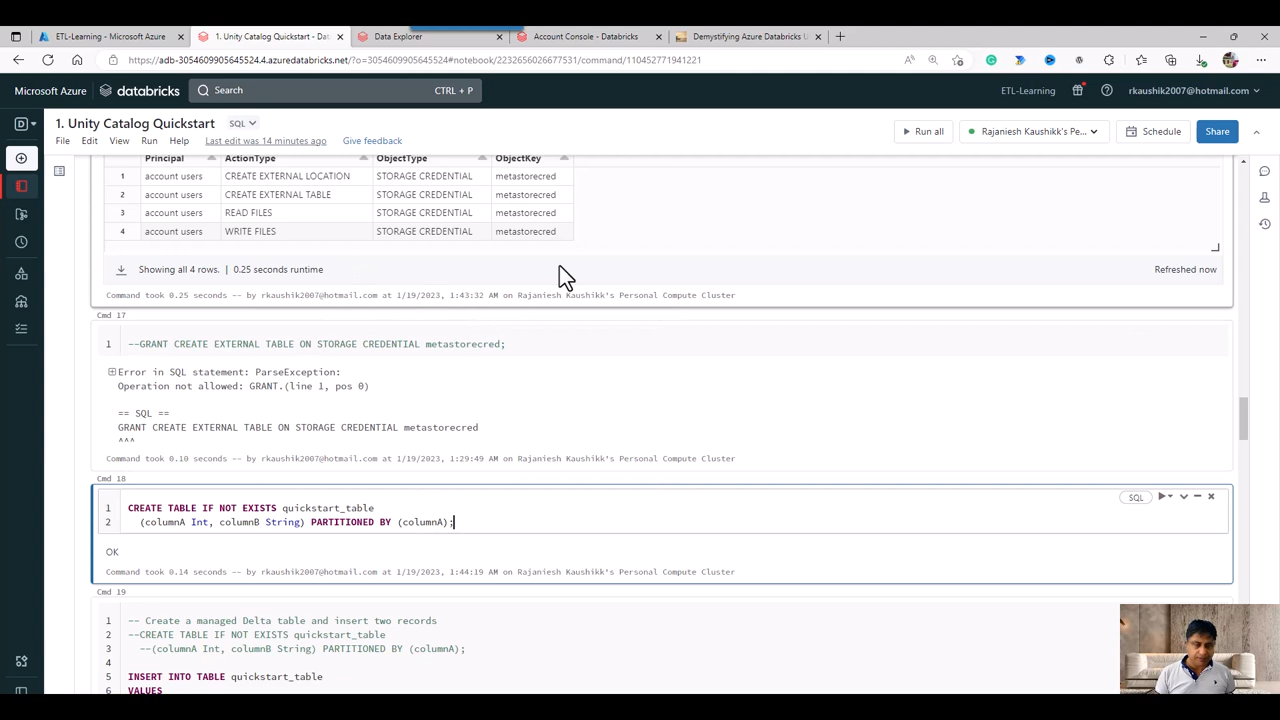 ETL-Learning - Microsoft Azure
1. Unity Catalog Quickstart - Dat
Data Explorer
Account Console - Databricks
Demystifying Azure Databricks U
https://adb-3054609905645524.4.azuredatabricks.net/?o=3054609905645524#notebook/2232656026677531/command/110452771941221
Microsoft Azure
databricks
Search
CTRL + P
ETL-Learning
rkaushik2007@hotmail.com
1. Unity Catalog Quickstart
SQL
File
Edit
View
Run
Help
Last edit was 14 minutes ago
Give feedback
Run all
Rajaniesh Kaushikk's Pe...
Schedule
Share
Principal
ActionType
ObjectType
ObjectKey
1 account users CREATE EXTERNAL LOCATION STORAGE CREDENTIAL metastorecred
2 account users CREATE EXTERNAL TABLE STORAGE CREDENTIAL metastorecred
3 account users READ FILES STORAGE CREDENTIAL metastorecred
4 account users WRITE FILES STORAGE CREDENTIAL metastorecred
Showing all 4 rows. | 0.25 seconds runtime
Refreshed now
Command took 0.25 seconds -- by rkaushik2007@hotmail.com at 1/19/2023, 1:43:32 AM on Rajaniesh Kaushikk's Personal Compute Cluster
Cmd 17
1 --GRANT CREATE EXTERNAL TABLE ON STORAGE CREDENTIAL metastorecred;
Error in SQL statement: ParseException:
Operation not allowed: GRANT.(line 1, pos 0)
== SQL ==
GRANT CREATE EXTERNAL TABLE ON STORAGE CREDENTIAL metastorecred
^^^
Command took 0.10 seconds -- by rkaushik2007@hotmail.com at 1/19/2023, 1:29:49 AM on Rajaniesh Kaushikk's Personal Compute Cluster
Cmd 18
SQL
1 CREATE TABLE IF NOT EXISTS quickstart_table
2 (columnA Int, columnB String) PARTITIONED BY (columnA);
OK
Command took 0.14 seconds -- by rkaushik2007@hotmail.com at 1/19/2023, 1:44:19 AM on Rajaniesh Kaushikk's Personal Compute Cluster
Cmd 19
1 -- Create a managed Delta table and insert two records
2 --CREATE TABLE IF NOT EXISTS quickstart_table
3 --(columnA Int, columnB String) PARTITIONED BY (columnA);
4
5 INSERT INTO TABLE quickstart_table
6 VALUES